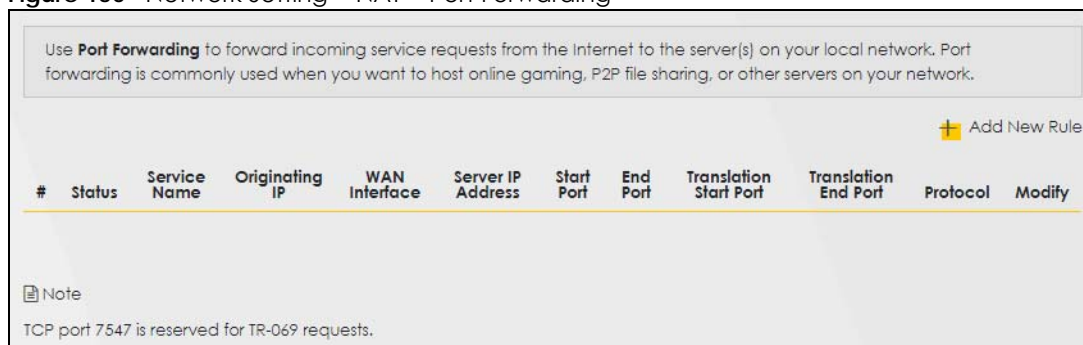 Use Port Forwarding to forward incoming service requests from the Internet to the server(s) on your local network. Port
forwarding is commonly used when you want to host online gaming, P2P file sharing, or other servers on your network.
+ Add New Rule
# Status Service Name Originating IP WAN Interface Server IP Address Start Port End Port Translation Start Port Translation End Port Protocol Modify
Note
TCP port 7547 is reserved for TR-069 requests.